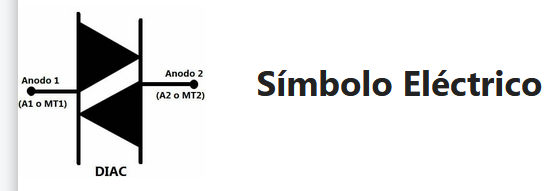 Anodo 1
(A1 o MT1)
Anodo 2
(A2 o MT2)
DIAC
Símbolo Eléctrico